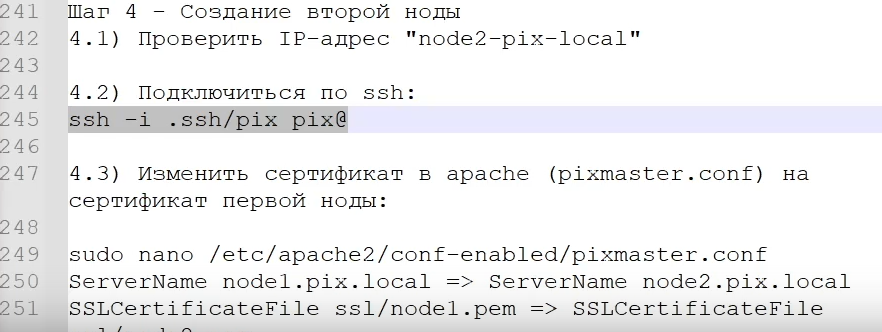 241 Шаг 4 - Создание второй ноды
242 4.1) Проверить IP-адрес "node2-pix-local"
243
244 4.2) Подключиться по ssh:
245 ssh -i .ssh/pix pix@
246
247 4.3) Изменить сертификат в apache (pixmaster.conf) на
сертификат первой ноды:
248
249 sudo nano /etc/apache2/conf-enabled/pixmaster.conf
250 ServerName node1.pix.local => ServerName node2.pix.local
251 SSLCertificateFile ssl/node1.pem => SSLCertificateFile